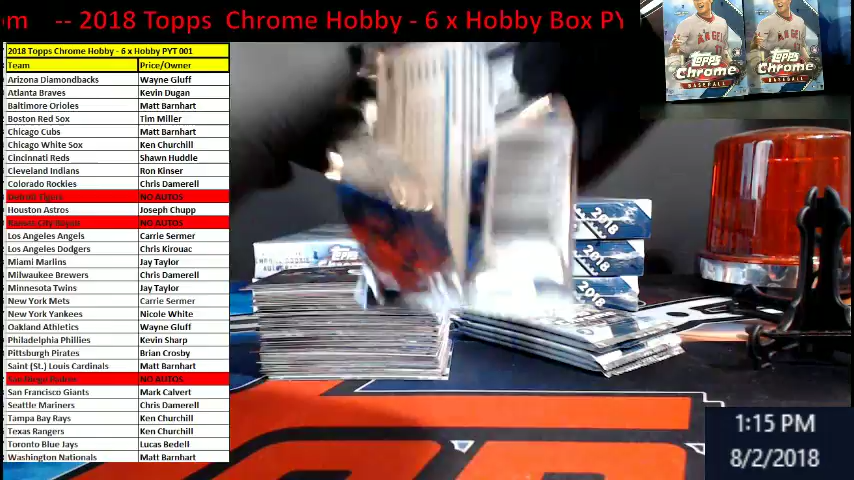 om -- 2018 Topps Chrome Hobby - 6 x Hobby Box PY
2018 Topps Chrome Hobby - 6 x Hobby PYT 001
Team Price/Owner
Arizona Diamondbacks Wayne Gluff
Atlanta Braves Kevin Dugan
Baltimore Orioles Matt Barnhart
Boston Red Sox Tim Miller
Chicago Cubs Matt Barnhart
Chicago White Sox Ken Churchill
Cincinnati Reds Shawn Huddle
Cleveland Indians Ron Kinser
Colorado Rockies Chris Damerell
Detroit Tigers NO AUTOS
Houston Astros Joseph Chupp
Kansas City Royals NO AUTOS
Los Angeles Angels Carrie Sermer
Los Angeles Dodgers Chris Kirouac
Miami Marlins Jay Taylor
Milwaukee Brewers Chris Damerell
Minnesota Twins Jay Taylor
New York Mets Carrie Sermer
New York Yankees Nicole White
Oakland Athletics Wayne Gluff
Philadelphia Phillies Kevin Sharp
Pittsburgh Pirates Brian Crosby
Saint (St.) Louis Cardinals Matt Barnhart
San Diego Padres NO AUTOS
San Francisco Giants Mark Calvert
Seattle Mariners Chris Damerell
Tampa Bay Rays Ken Churchill
Texas Rangers Ken Churchill
Toronto Blue Jays Lucas Bedell
Washington Nationals Matt Barnhart
Topps Chrome BASEBALL
Topps Chrome BASEBALL
2018
2018
2018
Topps
1:15 PM
8/2/2018